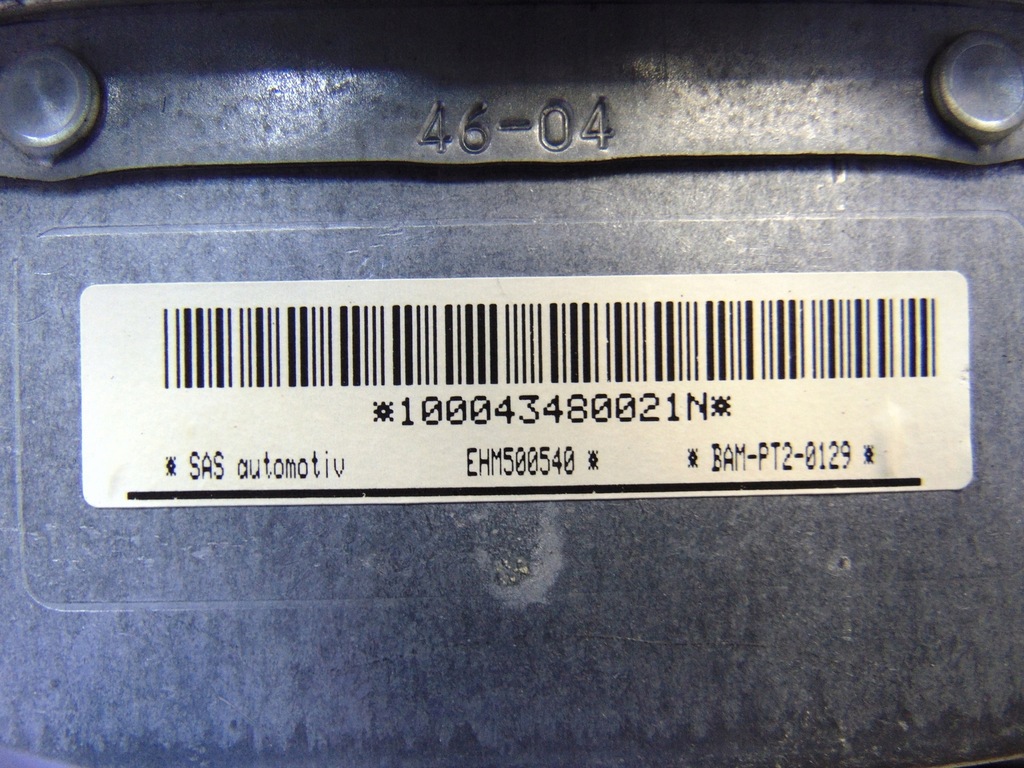 46-04
*100043480021N*
* SAS automotiv EHM500540 * * BAM-PT2-0129 *